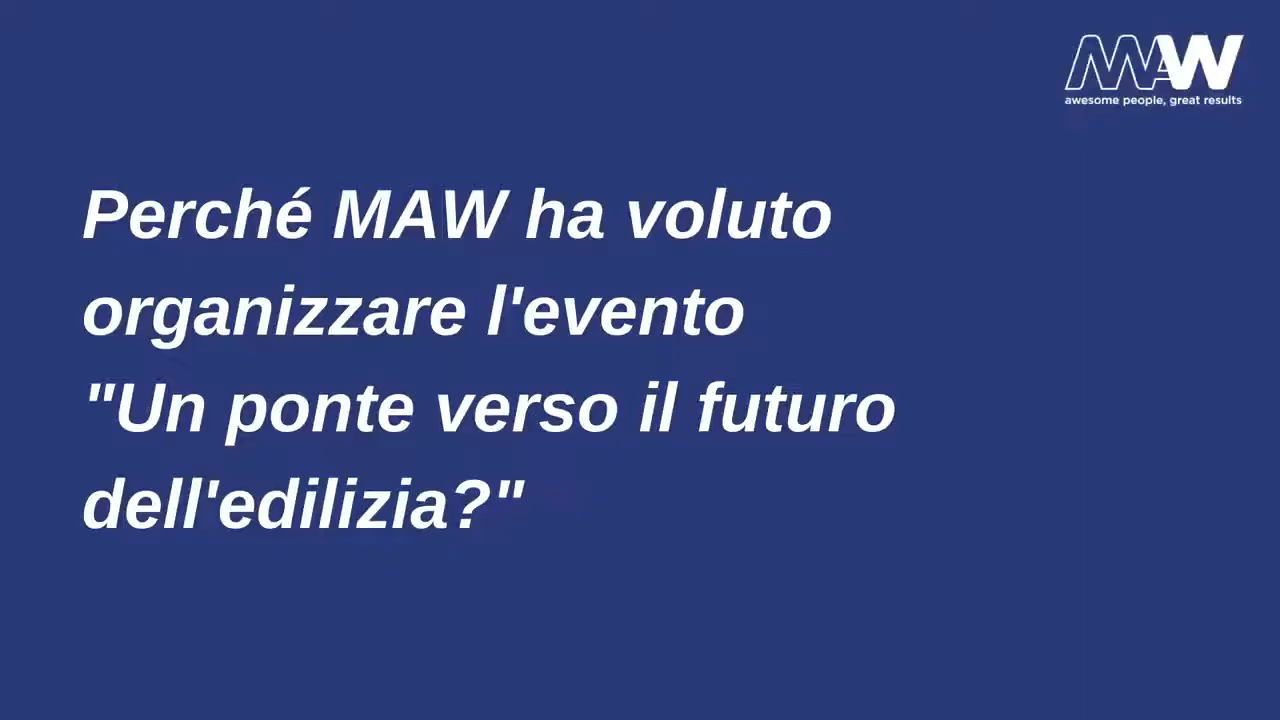 MAW
awesome people, great results
Perché MAW ha voluto
organizzare l'evento
"Un ponte verso il futuro
dell'edilizia?"